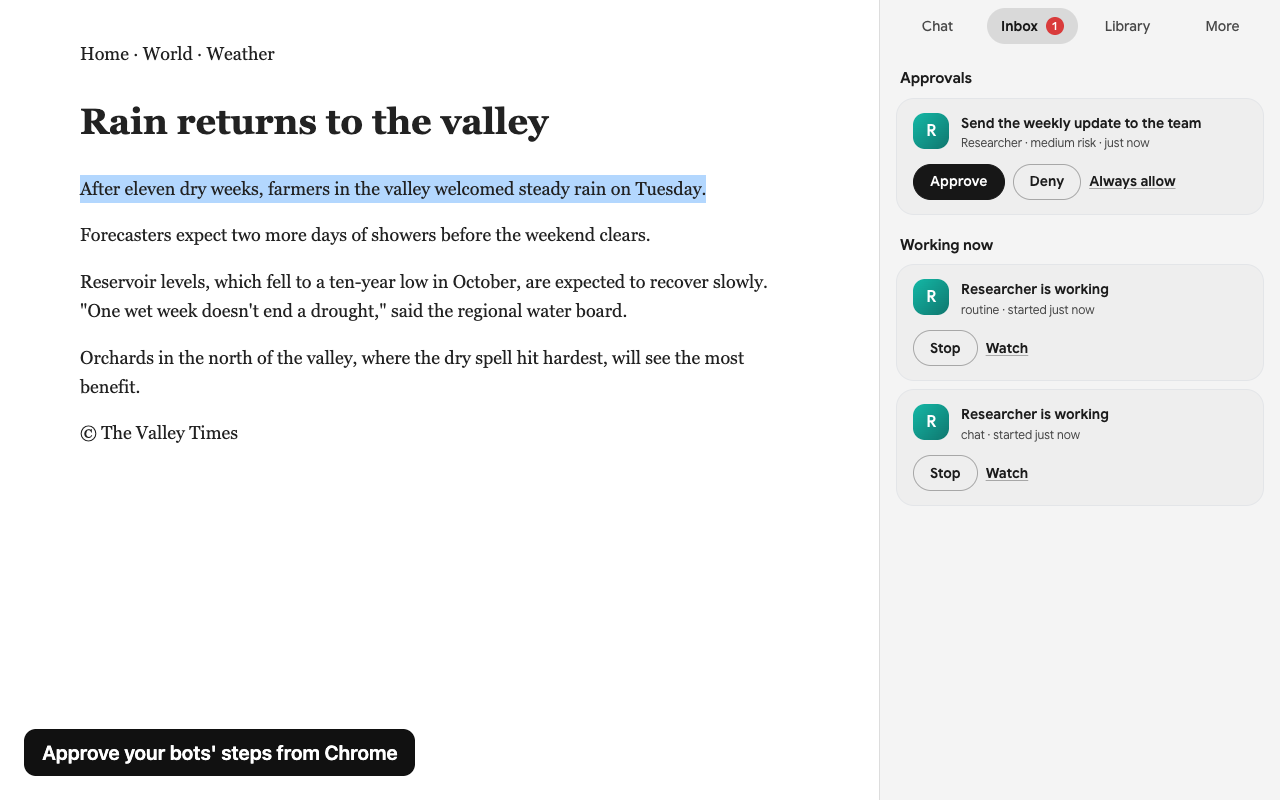 Home · World · Weather
Rain returns to the valley
After eleven dry weeks, farmers in the valley welcomed steady rain on Tuesday.
Forecasters expect two more days of showers before the weekend clears.
Reservoir levels, which fell to a ten-year low in October, are expected to recover slowly.
"One wet week doesn't end a drought," said the regional water board.
Orchards in the north of the valley, where the dry spell hit hardest, will see the most
benefit.
© The Valley Times
Approve your bots' steps from Chrome
Chat Inbox 1 Library More
Approvals
R
Send the weekly update to the team
Researcher · medium risk · just now
Approve Deny Always allow
Working now
R
Researcher is working
routine · started just now
Stop Watch
R
Researcher is working
chat · started just now
Stop Watch